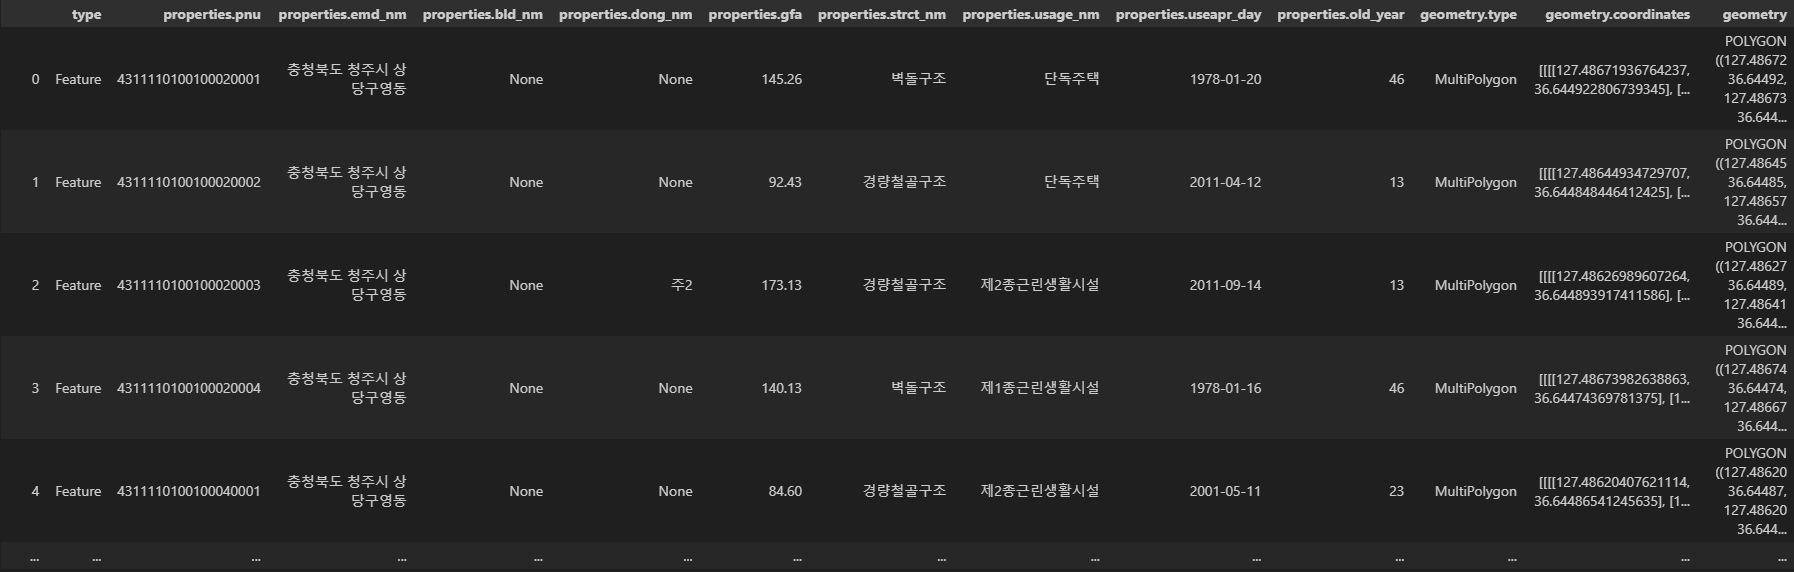 type properties.pnu properties.emd_nm properties.bld_nm properties.dong_nm properties.gfa properties.strct_nm properties.usage_nm properties.useapr_day properties.old_year geometry.type geometry.coordinates geometry
0 Feature 4311110100100020001 충청북도 청주시 상
당구영동 None None 145.26 벽돌구조 단독주택 1978-01-20 46 MultiPolygon [[[[127.48671936764237,
36.644922806739345], [...
POLYGON
((127.48672
36.64492,
127.48673
36.644...
1 Feature 4311110100100020002 충청북도 청주시 상
당구영동 None None 92.43 경량철골구조 단독주택 2011-04-12 13 MultiPolygon [[[[127.48644934729707,
36.644848446412425], [...
POLYGON
((127.48645
36.64485,
127.48657
36.644...
2 Feature 4311110100100020003 충청북도 청주시 상
당구영동 None 주2 173.13 경량철골구조 제2종근린생활시설 2011-09-14 13 MultiPolygon [[[[127.48626989607264,
36.644893917411586], [...
POLYGON
((127.48627
36.64489,
127.48641
36.644...
3 Feature 4311110100100020004 충청북도 청주시 상
당구영동 None None 140.13 벽돌구조 제1종근린생활시설 1978-01-16 46 MultiPolygon [[[[127.48673982638863,
36.64474369781375], [1...
POLYGON
((127.48674
36.64474,
127.48667
36.644...
4 Feature 4311110100100040001 충청북도 청주시 상
당구영동 None None 84.60 경량철골구조 제2종근린생활시설 2001-05-11 23 MultiPolygon [[[[127.48620407621114,
36.64486541245635], [1...
POLYGON
((127.48620
36.64487,
127.48620
36.644...
... ... ... ... ... ... ... ... ... ... ... ... ... ...